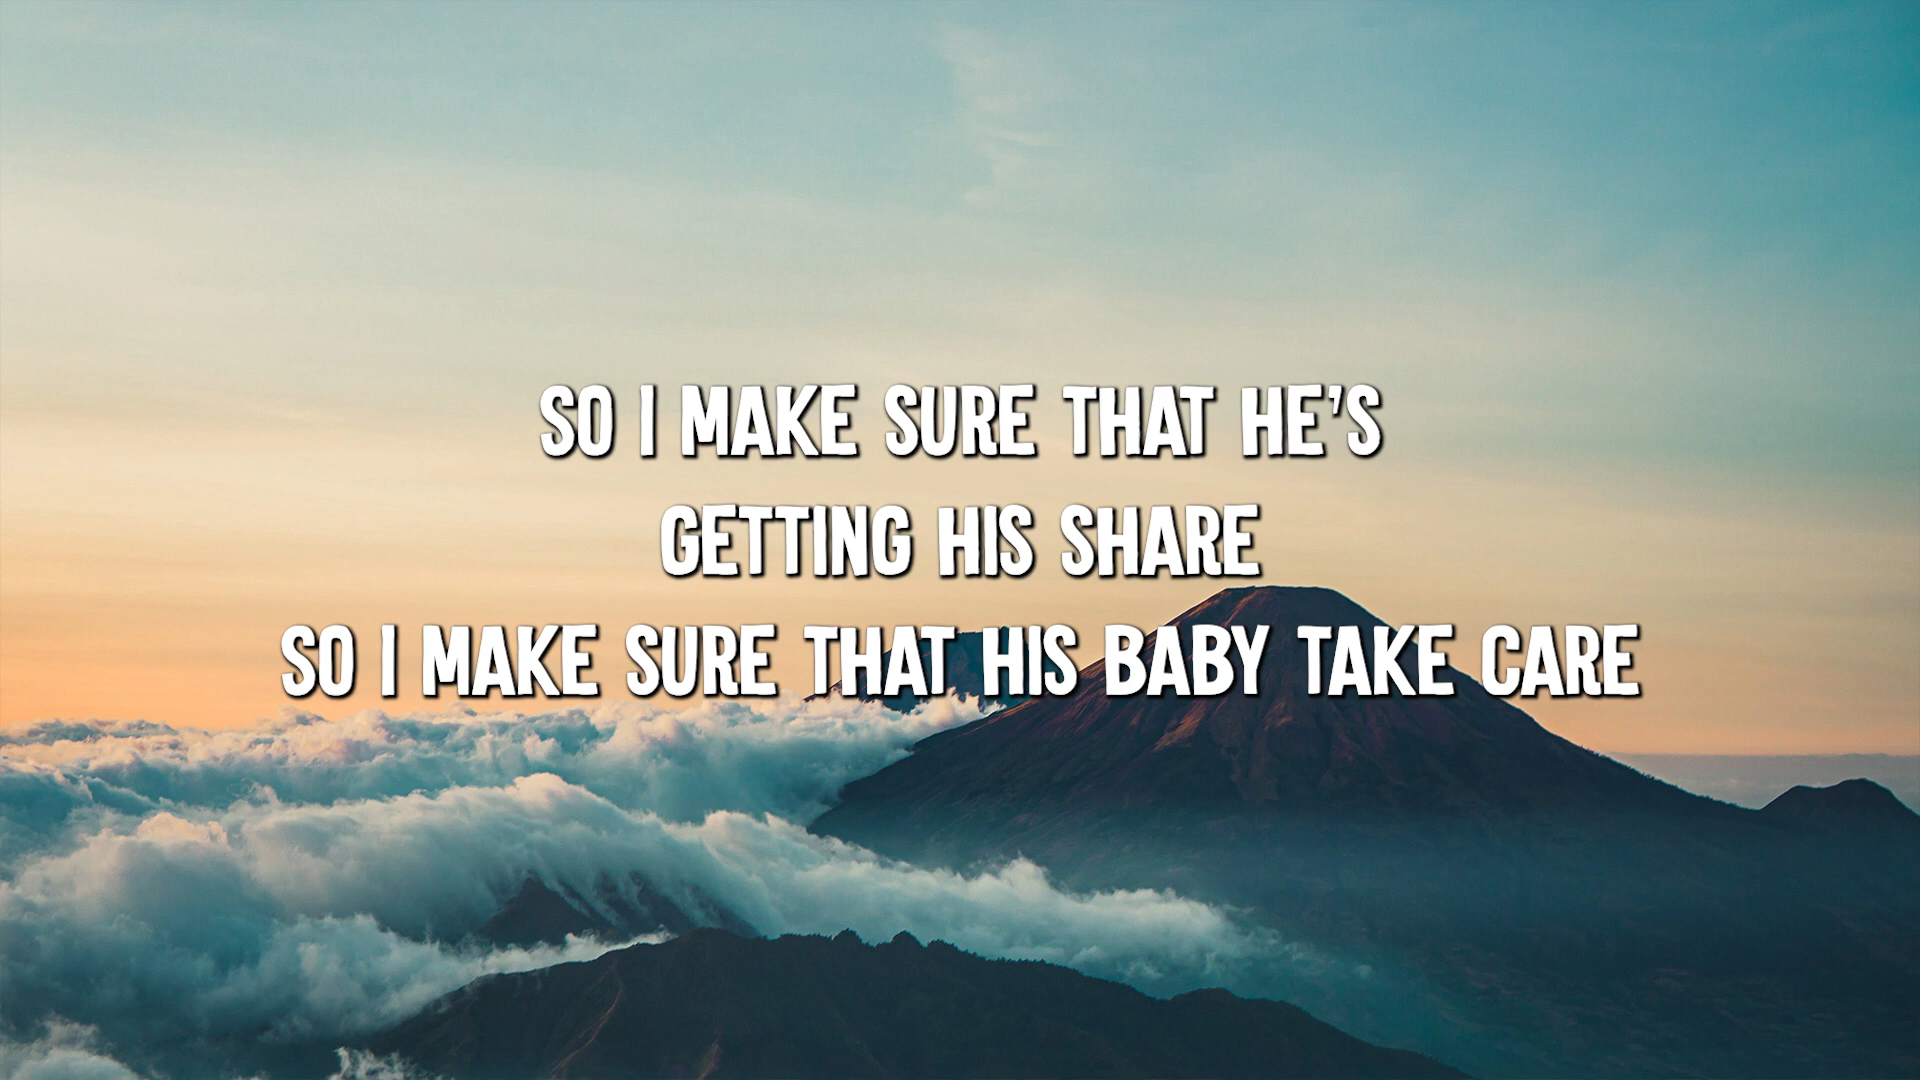 SO I MAKE SURE THAT HE'S
GETTING HIS SHARE
SO I MAKE SURE THAT HIS BABY TAKE CARE